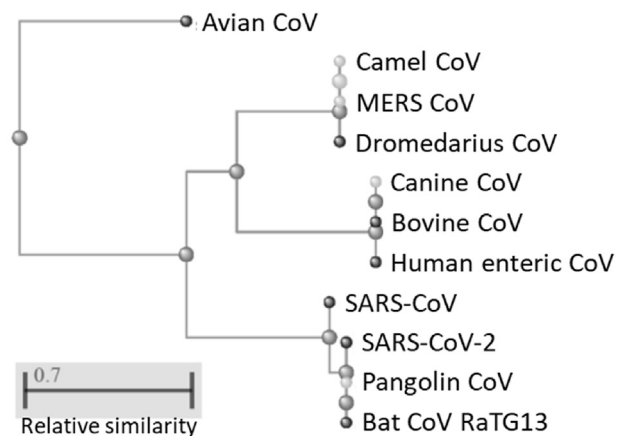 Avian CoV
Camel CoV
MERS CoV
Dromedarius CoV
Canine CoV
Bovine CoV
Human enteric CoV
SARS-CoV
SARS-CoV-2
Pangolin CoV
Bat CoV RaTG13
0.7
Relative similarity